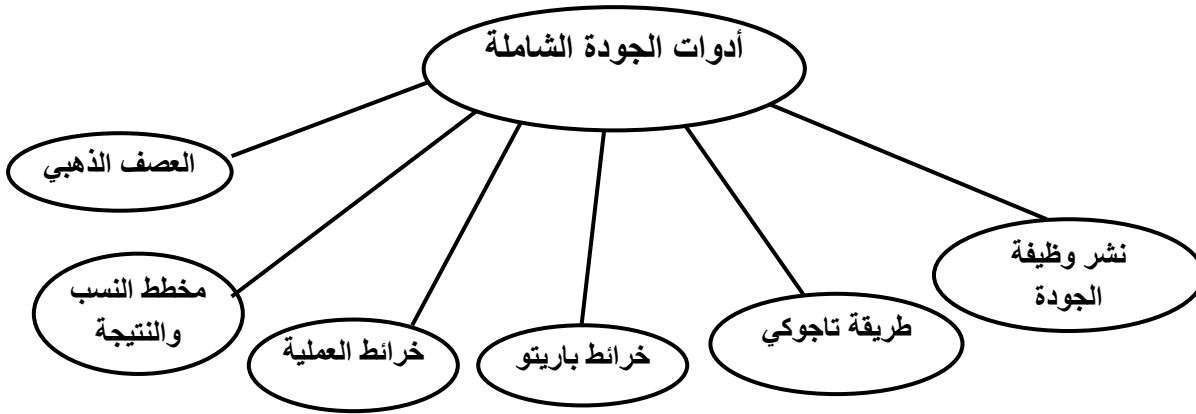 أدوات الجودة الشاملة
نشر وظيفة
الجودة
طريقة تاجوكي
خرائط باريتو
خرائط العملية
مخطط النسب
والنتيجة
العصف الذهبي